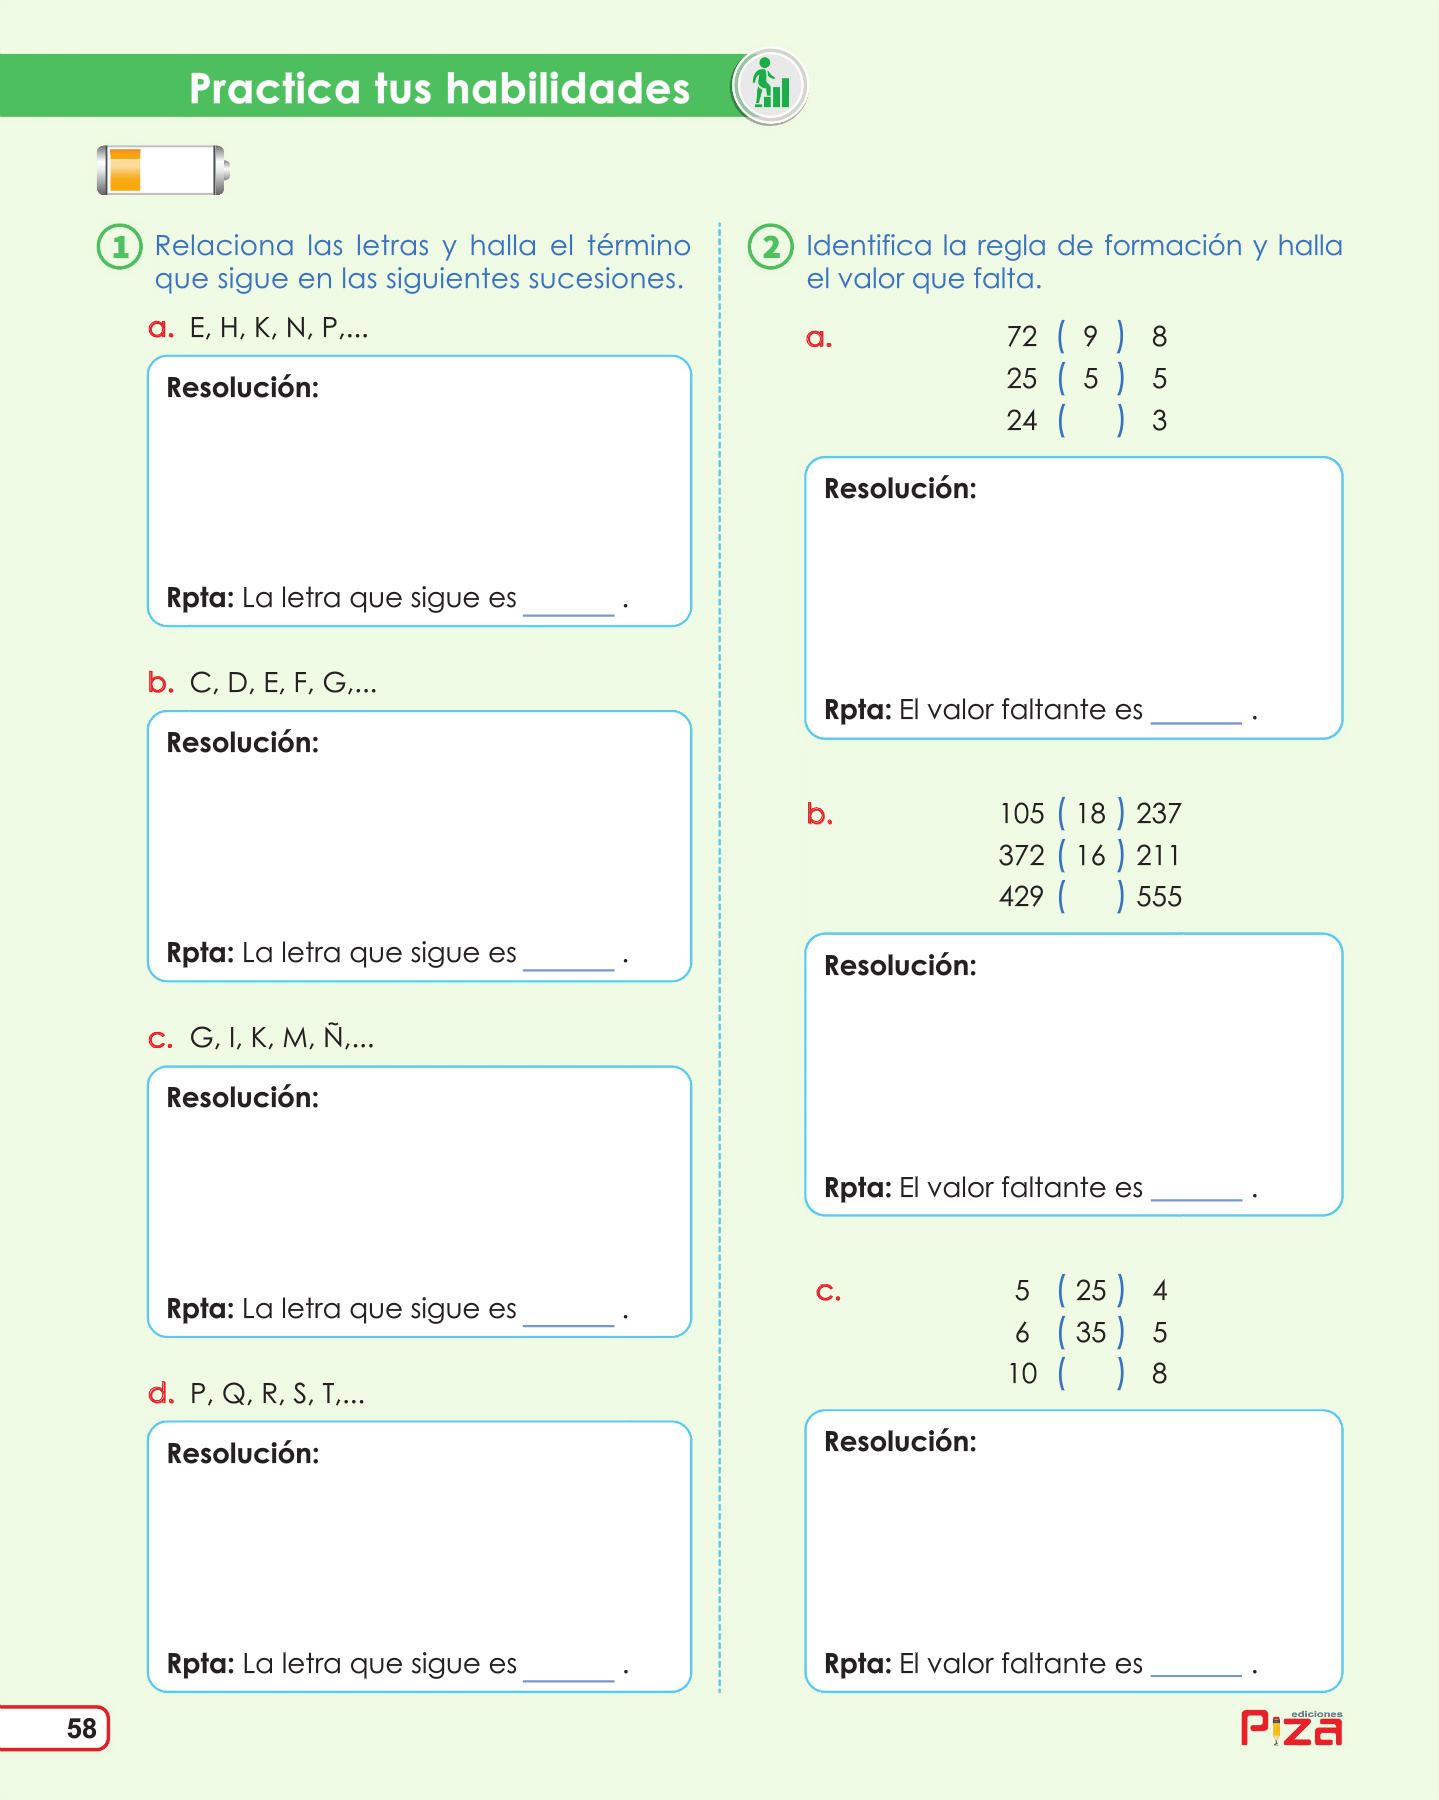 Practica tus habilidades
1 Relaciona las letras y halla el término
que sigue en las siguientes sucesiones.
a. E, H, K, N, P,...
Resolución:
Rpta: La letra que sigue es ______ .
b. C, D, E, F, G,...
Resolución:
Rpta: La letra que sigue es ______ .
c. G, I, K, M, Ñ,...
Resolución:
Rpta: La letra que sigue es ______ .
d. P, Q, R, S, T,...
Resolución:
Rpta: La letra que sigue es ______ .
2 Identifica la regla de formación y halla
el valor que falta.
a. 72 ( 9 ) 8
25 ( 5 ) 5
24 ( ) 3
Resolución:
Rpta: El valor faltante es ______ .
b. 105 ( 18 ) 237
372 ( 16 ) 211
429 ( ) 555
Resolución:
Rpta: El valor faltante es ______ .
c. 5 ( 25 ) 4
6 ( 35 ) 5
10 ( ) 8
Resolución:
Rpta: El valor faltante es ______ .
58
ediciones
Piza